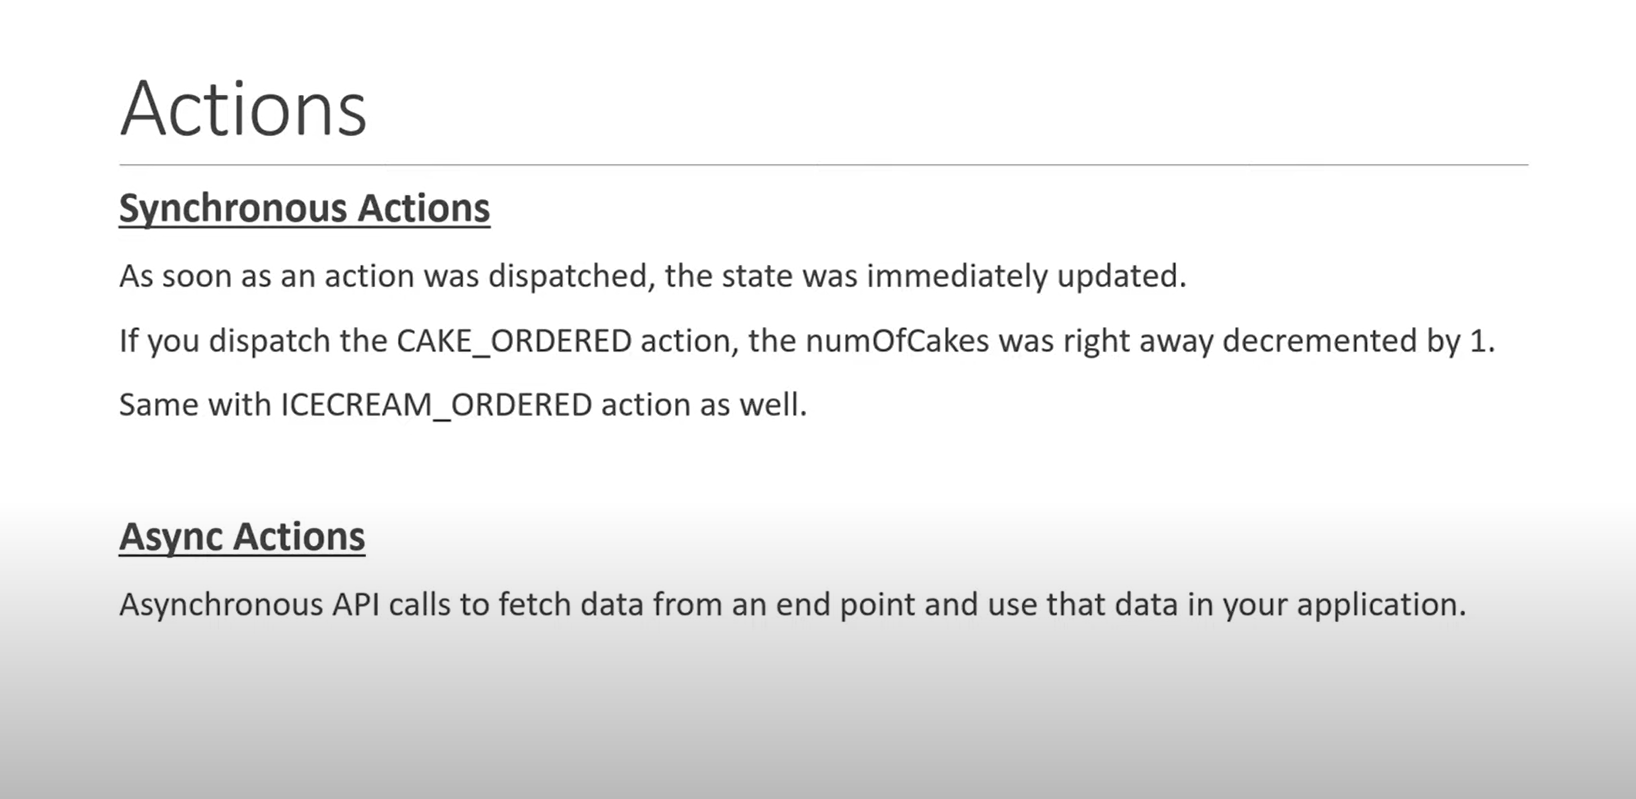 Actions
Synchronous Actions
As soon as an action was dispatched, the state was immediately updated.
If you dispatch the CAKE_ORDERED action, the numOfCakes was right away decremented by 1.
Same with ICECREAM_ORDERED action as well.
Async Actions
Asynchronous API calls to fetch data from an end point and use that data in your application.